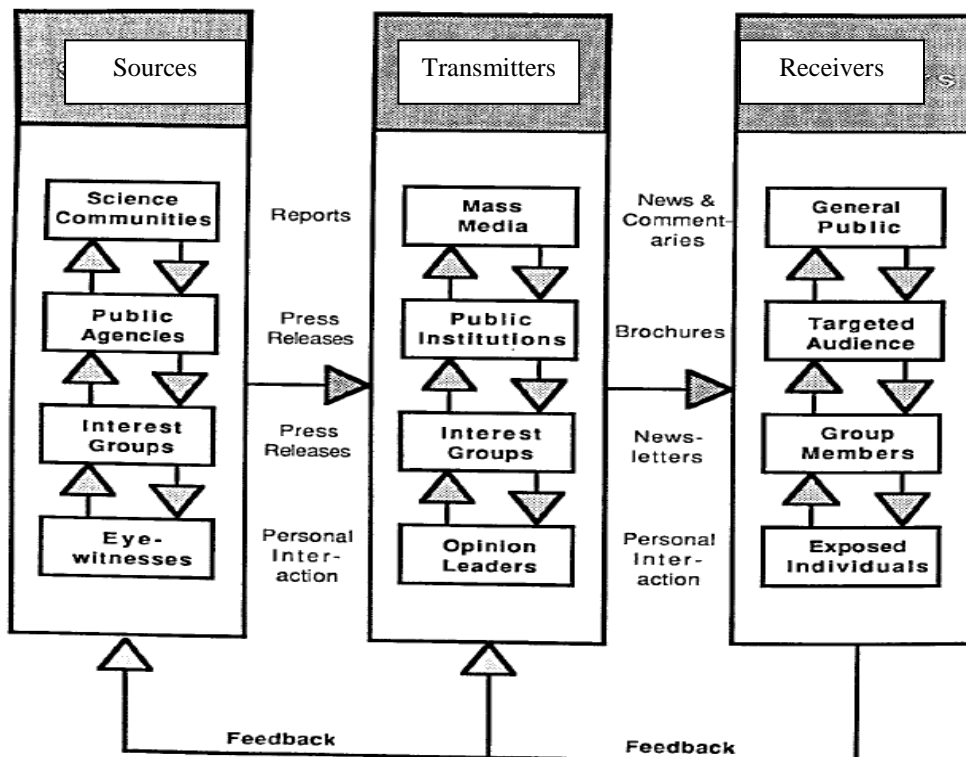 Sources
Science
Communities
Public
Agencies
Interest
Groups
Eye-
witnesses
Reports
Press
Releases
Press
Releases
Personal
Inter-
action
Transmitters
Mass
Media
Public
Institutions
Interest
Groups
Opinion
Leaders
News &
Comment-
aries
Brochures
News-
letters
Personal
Inter-
action
Receivers
General
Public
Targeted
Audience
Group
Members
Exposed
Individuals
Feedback
Feedback